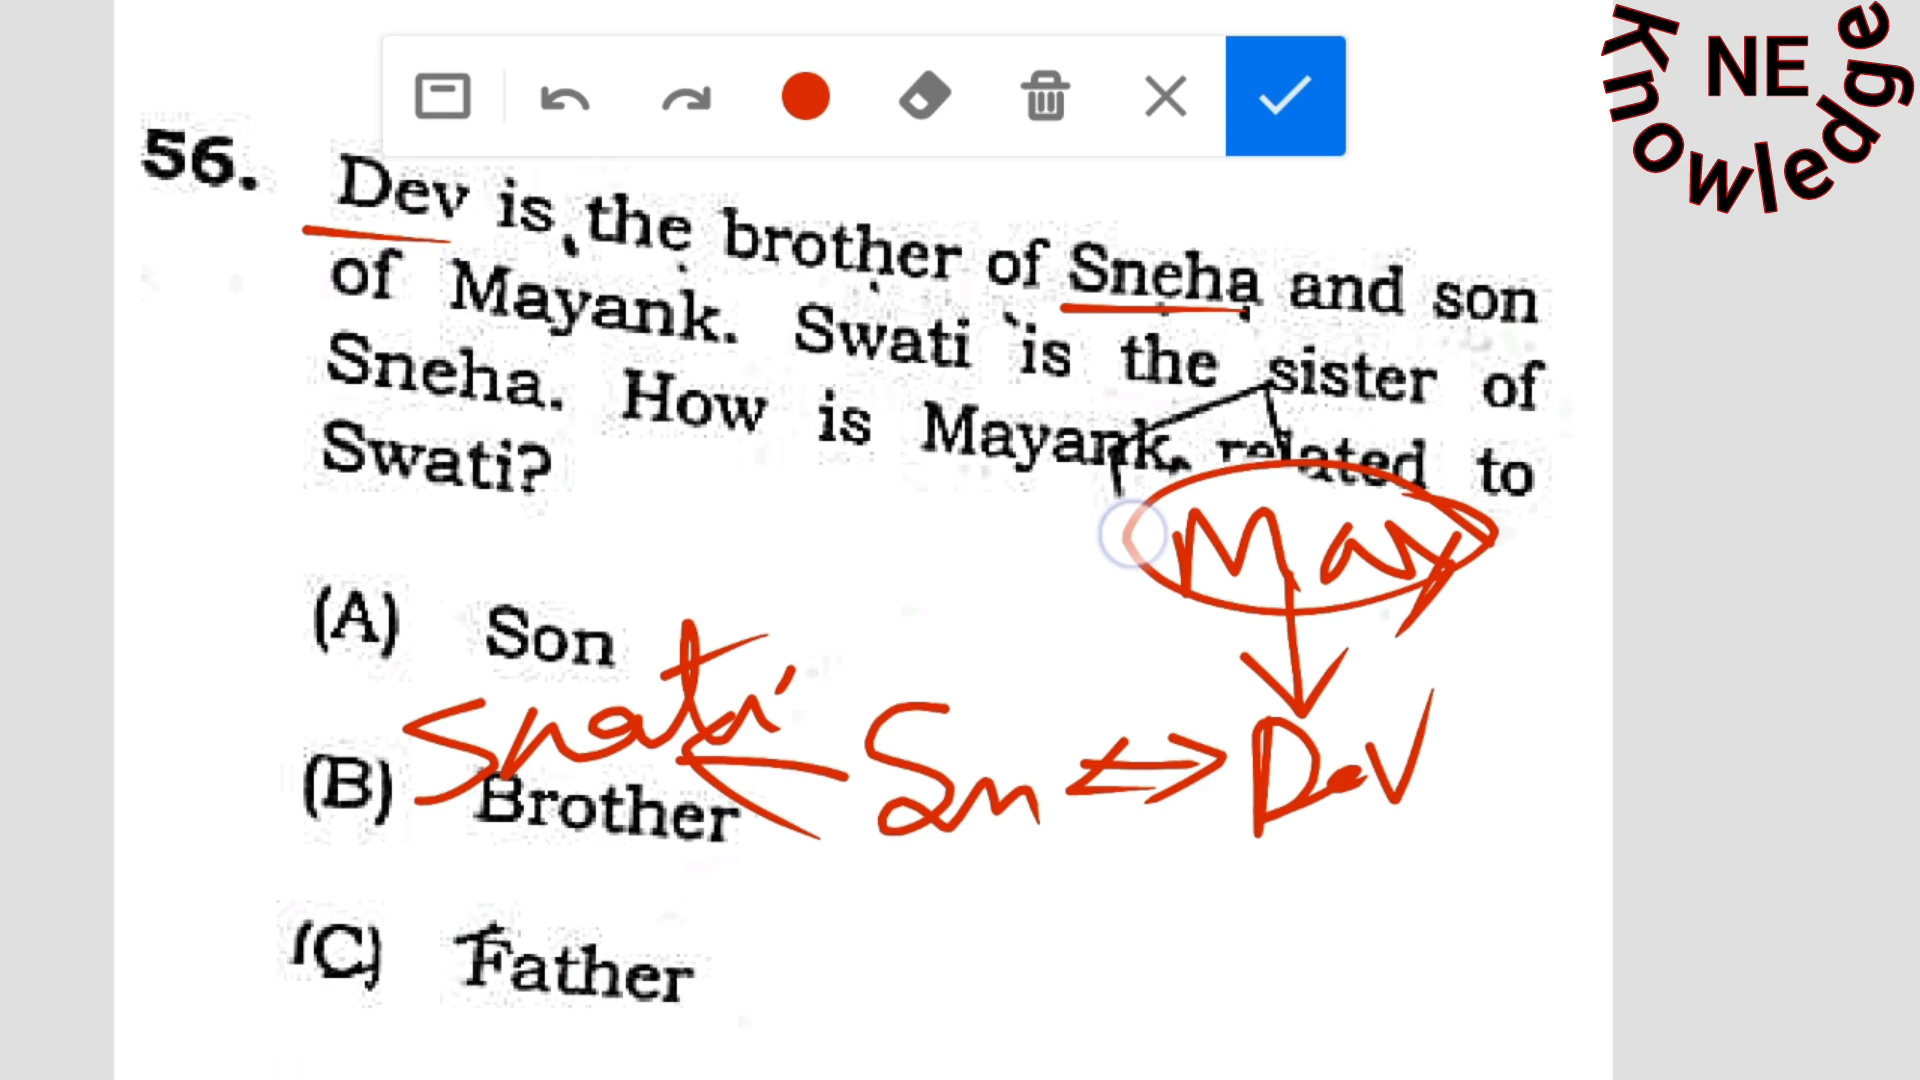 NE
Knowledge
56. Dev is the brother of Sneha and son
of Mayank. Swati is the sister of
Sneha. How is Mayank related to
Swati?
May
(A) Son
Swati Sn DeV
(B) Brother
(C) Father